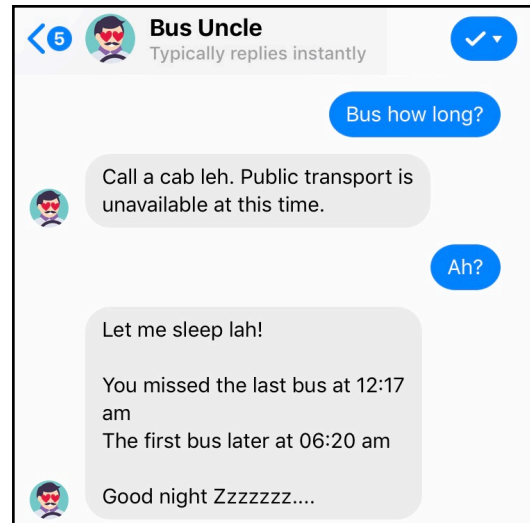 5
Bus Uncle
Typically replies instantly
Bus how long?
Call a cab leh. Public transport is
unavailable at this time.
Ah?
Let me sleep lah!
You missed the last bus at 12:17
am
The first bus later at 06:20 am
Good night Zzzzzzz....